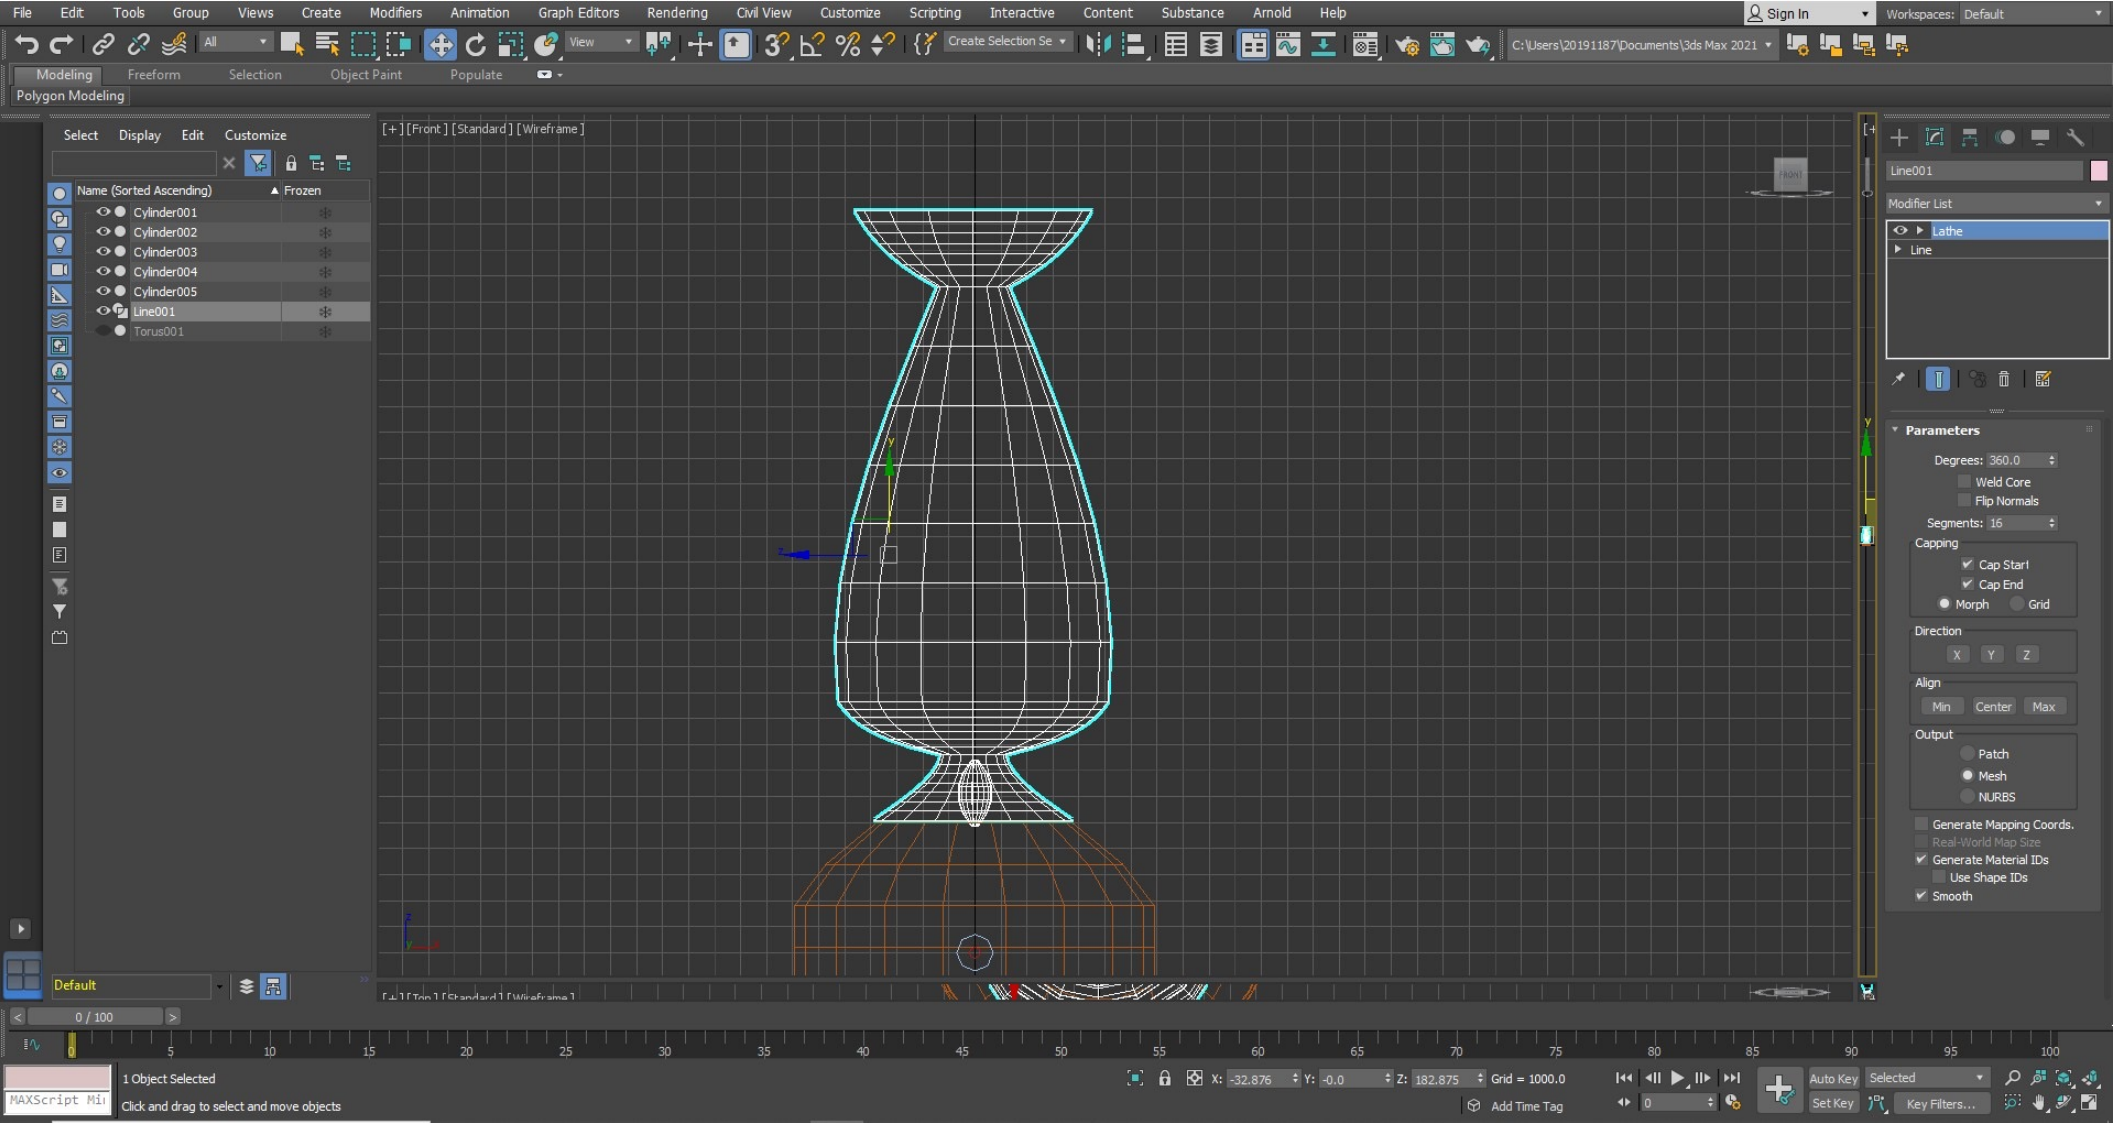 File Edit Tools Group Views Create Modifiers Animation Graph Editors Rendering Civil View Customize Scripting Interactive Content Substance Arnold Help Sign In Workspaces: Default
All View Create Selection Se C:\Users\20191187\Documents\3ds Max 2021
Modeling Freeform Selection Object Paint Populate
Polygon Modeling
Select Display Edit Customize
Name (Sorted Ascending) Frozen
Cylinder001
Cylinder002
Cylinder003
Cylinder004
Cylinder005
Line001
Torus001
Default
[+] [Front] [Standard] [Wireframe]
FRONT
y
z
z
y
[+] [Top] [Standard] [Wireframe]
[+
y
Line001
Modifier List
Lathe
Line
Parameters
Degrees: 360.0
Weld Core
Flip Normals
Segments: 16
Capping
Cap Start
Cap End
Morph Grid
Direction
X Y Z
Align
Min Center Max
Output
Patch
Mesh
NURBS
Generate Mapping Coords.
Real-World Map Size
Generate Material IDs
Use Shape IDs
Smooth
< 0 / 100 >
0 5 10 15 20 25 30 35 40 45 50 55 60 65 70 75 80 85 90 95 100
1 Object Selected X: -32.876 Y: -0.0 Z: 182.875 Grid = 1000.0 Auto Key Selected
MAXScript Mi Click and drag to select and move objects Add Time Tag 0 Set Key Key Filters...